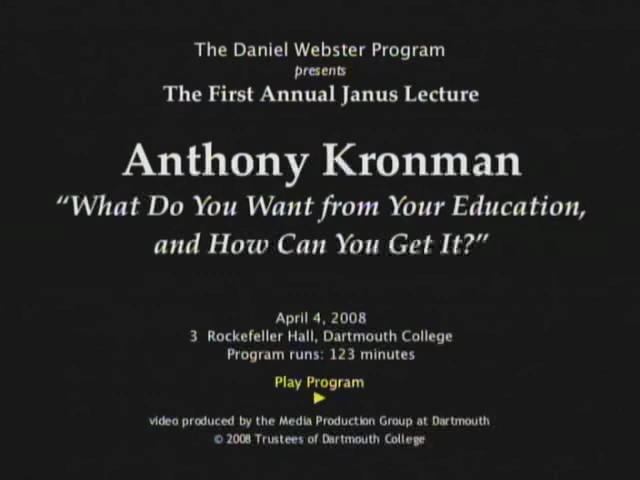 The Daniel Webster Program
presents
The First Annual Janus Lecture
Anthony Kronman
“What Do You Want from Your Education,
and How Can You Get It?”
April 4, 2008
3 Rockefeller Hall, Dartmouth College
Program runs: 123 minutes
Play Program
video produced by the Media Production Group at Dartmouth
© 2008 Trustees of Dartmouth College